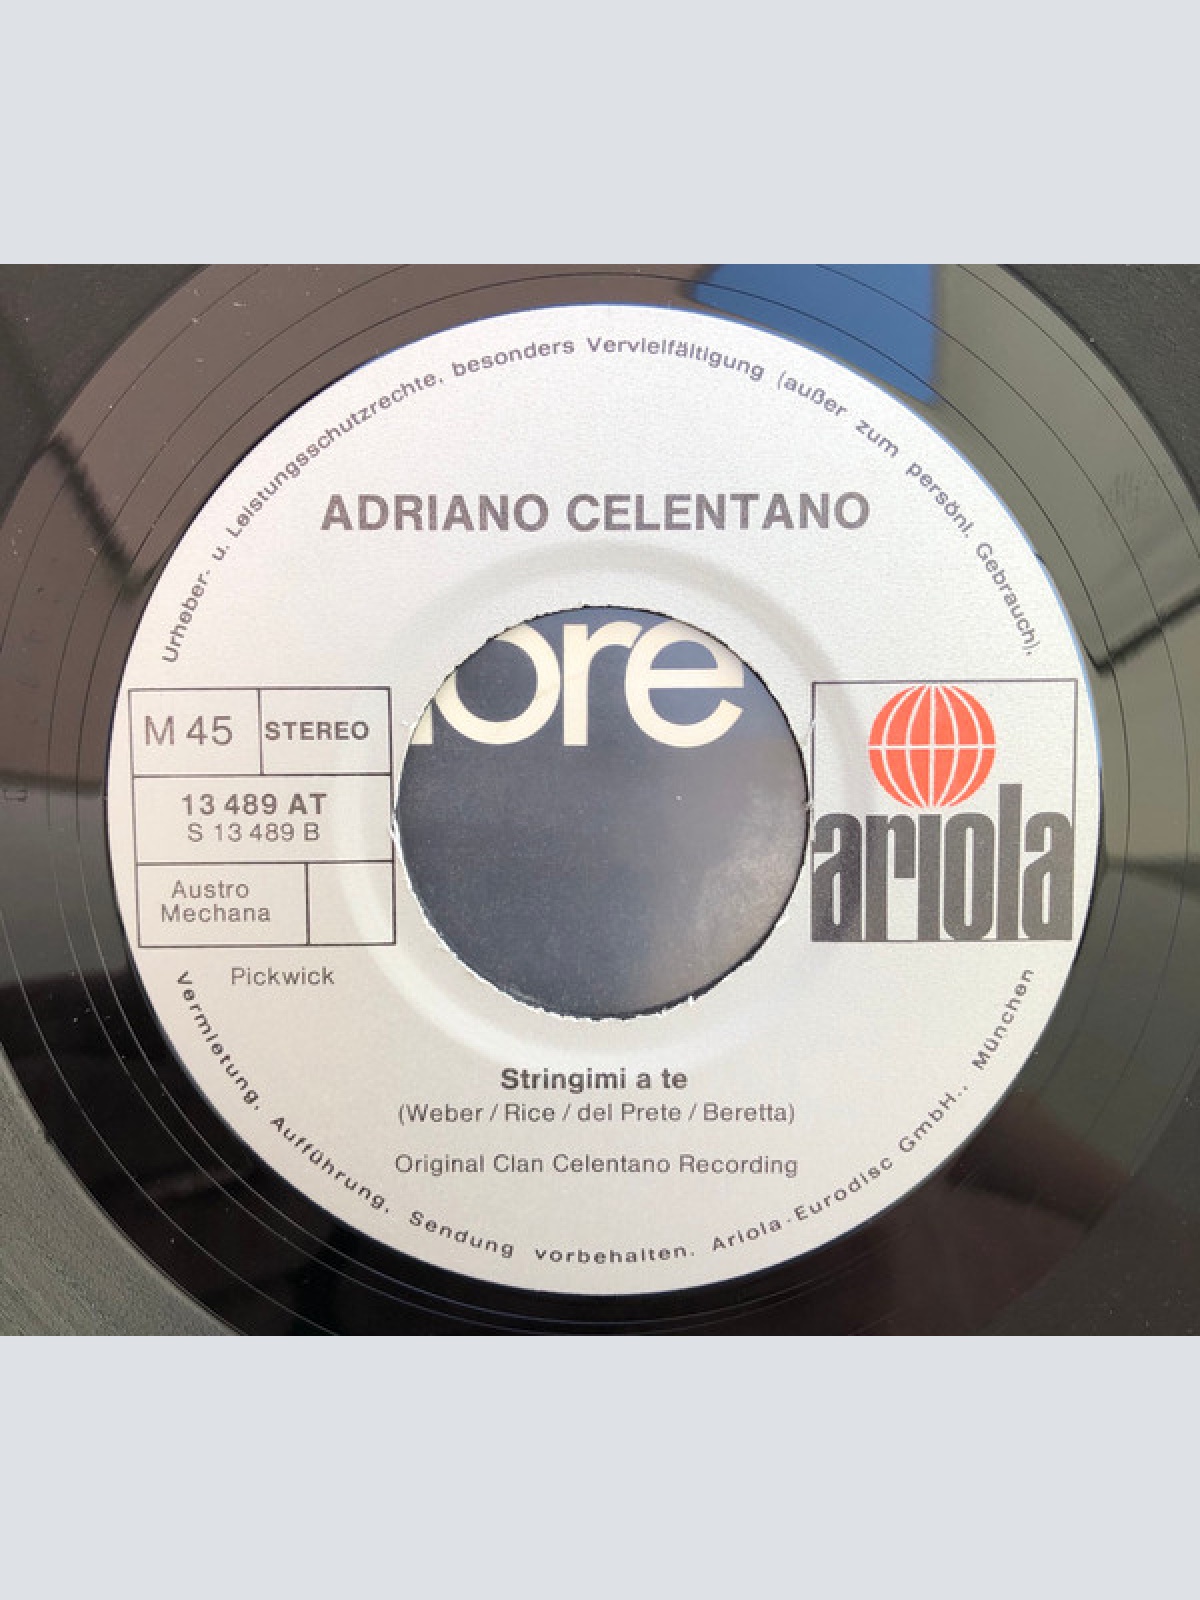 Urheber- u. Leistungsschutzrechte, besonders Vervielfältigung (außer zum persönl. Gebrauch),
ADRIANO CELENTANO
ore
M 45 STEREO
13 489 AT
S 13 489 B
Austro
Mechana
ariola
Pickwick
Stringimi a te
(Weber / Rice / del Prete / Beretta)
Original Clan Celentano Recording
Vermietung, Aufführung, Sendung vorbehalten. Ariola-Eurodisc GmbH., München